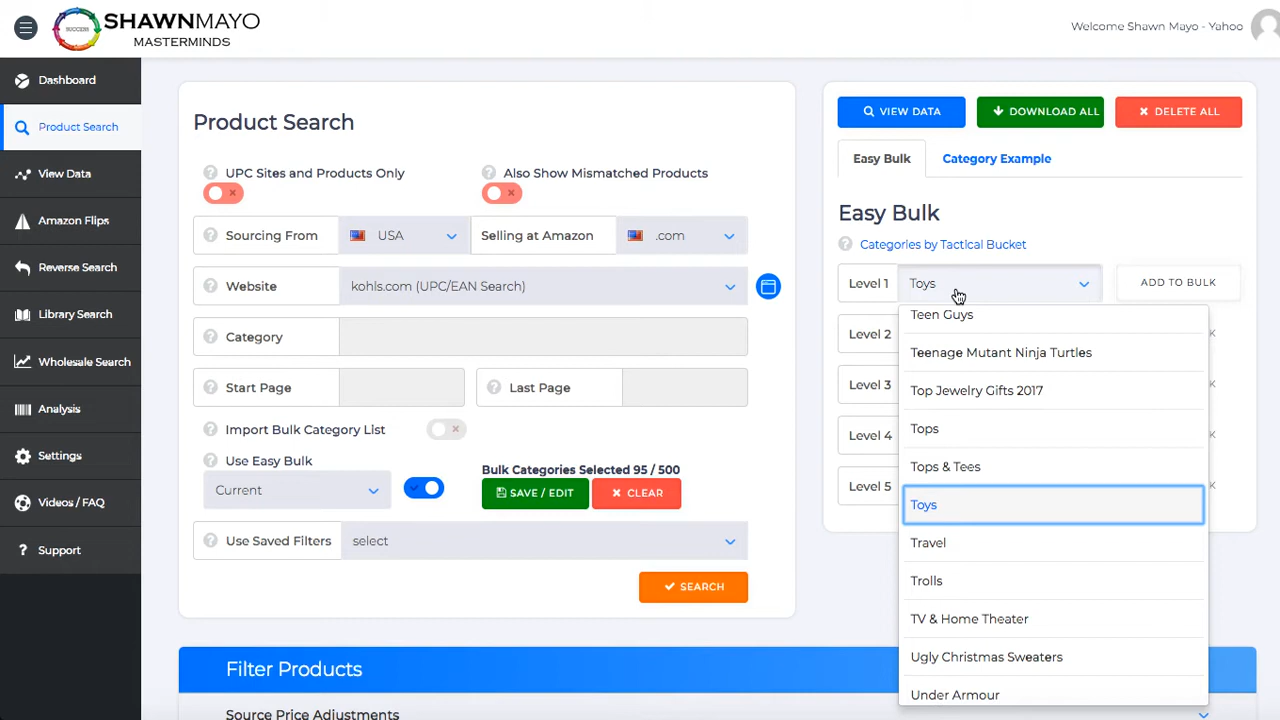 SHAWNMAYO
MASTERMINDS
SUCCESS
Welcome Shawn Mayo - Yahoo
Dashboard
Product Search
View Data
Amazon Flips
Reverse Search
Library Search
Wholesale Search
Analysis
Settings
Videos / FAQ
Support
Product Search
UPC Sites and Products Only
Also Show Mismatched Products
Sourcing From
USA
Selling at Amazon
.com
Website
kohls.com (UPC/EAN Search)
Category
Start Page
Last Page
Import Bulk Category List
Use Easy Bulk
Current
Bulk Categories Selected 95 / 500
SAVE / EDIT
CLEAR
Use Saved Filters
select
SEARCH
Filter Products
Source Price Adjustments
VIEW DATA
DOWNLOAD ALL
DELETE ALL
Easy Bulk
Category Example
Easy Bulk
Categories by Tactical Bucket
Level 1
Toys
ADD TO BULK
Level 2
Level 3
Level 4
Level 5
Teen Guys
Teenage Mutant Ninja Turtles
Top Jewelry Gifts 2017
Tops
Tops & Tees
Toys
Travel
Trolls
TV & Home Theater
Ugly Christmas Sweaters
Under Armour